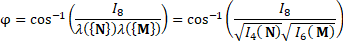 φ = cos⁻¹ ( I₈ / λ({N})λ({M}) ) = cos⁻¹ ( I₈ / √I₄( N) √I₆( M) )